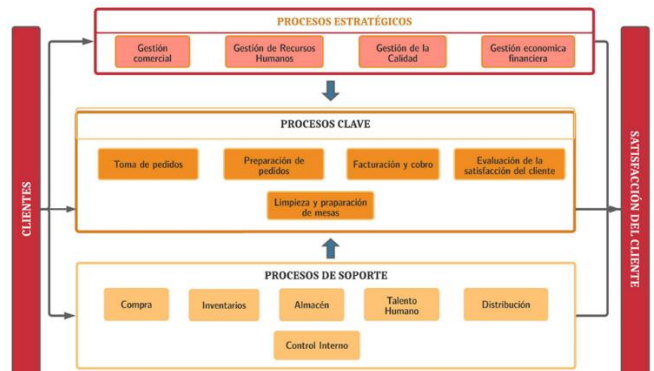 PROCESOS ESTRATÉGICOS
Gestión
comercial
Gestión de Recursos
Humanos
Gestión de la
Calidad
Gestión economica
financiera
CLIENTES
PROCESOS CLAVE
Toma de pedidos
Preparación de
pedidos
Facturación y cobro
Evaluación de la
satisfacción del cliente
Limpieza y praparación
de mesas
PROCESOS DE SOPORTE
Compra
Inventarios
Almacén
Talento
Humano
Distribución
Control Interno
SATISFACCIÓN DEL CLIENTE